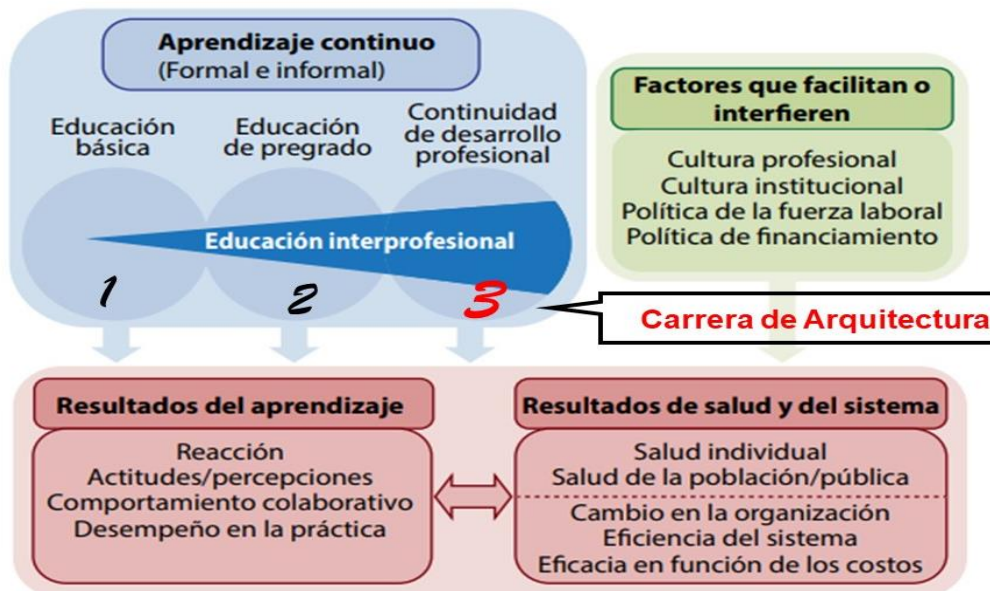 Aprendizaje continuo
(Formal e informal)
Educación
básica
Educación
de pregrado
Continuidad
de desarrollo
profesional
Educación interprofesional
1
2
3
Factores que facilitan o
interfieren
Cultura profesional
Cultura institucional
Política de la fuerza laboral
Política de financiamiento
Carrera de Arquitectura
Resultados del aprendizaje
Reacción
Actitudes/percepciones
Comportamiento colaborativo
Desempeño en la práctica
Resultados de salud y del sistema
Salud individual
Salud de la población/pública
Cambio en la organización
Eficiencia del sistema
Eficacia en función de los costos